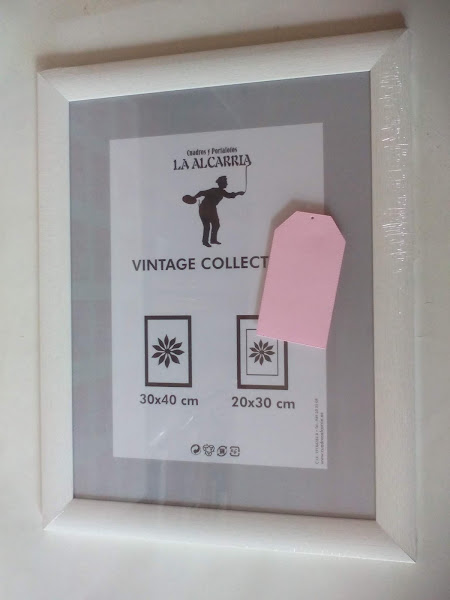 Cuadros y Portafotos
LA ALCARRIA
VINTAGE COLLECT
30x40 cm
20x30 cm